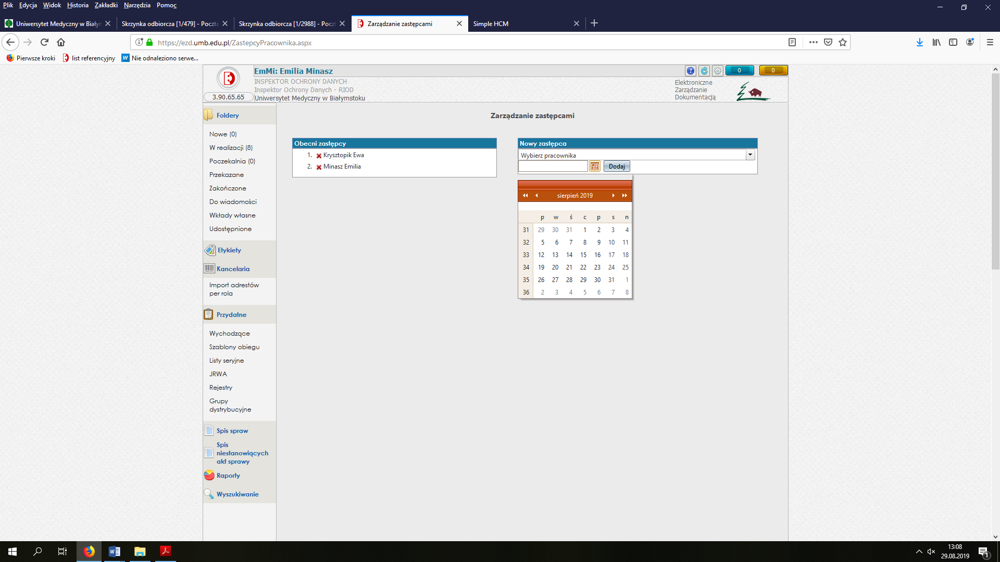 Plik Edycja Widok Historia Zakładki Narzędzia Pomoc
Uniwersytet Medyczny w Białym
Skrzynka odbiorcza [1/479] - Poczta
Skrzynka odbiorcza [1/2988] - Pocz
Zarządzanie zastępcami
Simple HCM
https://ezd.umb.edu.pl/ZastepcyPracownika.aspx
Pierwsze kroki list referencyjny Nie odnaleziono serwe...
EmMi: Emilia Minasz
INSPEKTOR OCHRONY DANYCH
Inspektor Ochrony Danych - RIOD
Uniwersytet Medyczny w Białymstoku
3.90.65.65
0 0
Elektroniczne
Zarządzanie
Dokumentacją
Foldery
Nowe (0)
W realizacji (8)
Poczekalnia (0)
Przekazane
Zakończone
Do wiadomości
Wkłady własne
Udostępnione
Etykiety
Kancelaria
Import adrestów
per rola
Przydatne
Wychodzące
Szablony obiegu
Listy seryjne
JRWA
Rejestry
Grupy
dystrybucyjne
Spis spraw
Spis
niestanowiących
akt sprawy
Raporty
Wyszukiwanie
Zarządzanie zastępcami
Obecni zastępcy
1. Krysztopik Ewa
2. Minasz Emilia
Nowy zastępca
Wybierz pracownika
Dodaj
sierpień 2019
p w ś c p s n
31 29 30 31 1 2 3 4
32 5 6 7 8 9 10 11
33 12 13 14 15 16 17 18
34 19 20 21 22 23 24 25
35 26 27 28 29 30 31 1
36 2 3 4 5 6 7 8
13:08
29.08.2019
1